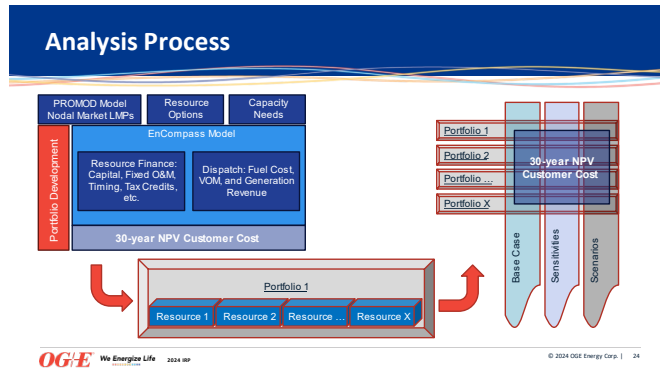 Analysis Process
PROMOD Model
Nodal Market LMPs
Resource
Options
Capacity
Needs
Portfolio Development
EnCompass Model
Resource Finance:
Capital, Fixed O&M,
Timing, Tax Credits,
etc.
Dispatch: Fuel Cost,
VOM, and Generation
Revenue
30-year NPV Customer Cost
Portfolio 1
Resource 1
Resource 2
Resource ...
Resource X
Portfolio 1
Portfolio 2
Portfolio ...
Portfolio X
30-year NPV
Customer Cost
Base Case
Sensitivities
Scenarios
OG&E
We Energize Life
2024 IRP
© 2024 OGE Energy Corp. | 24